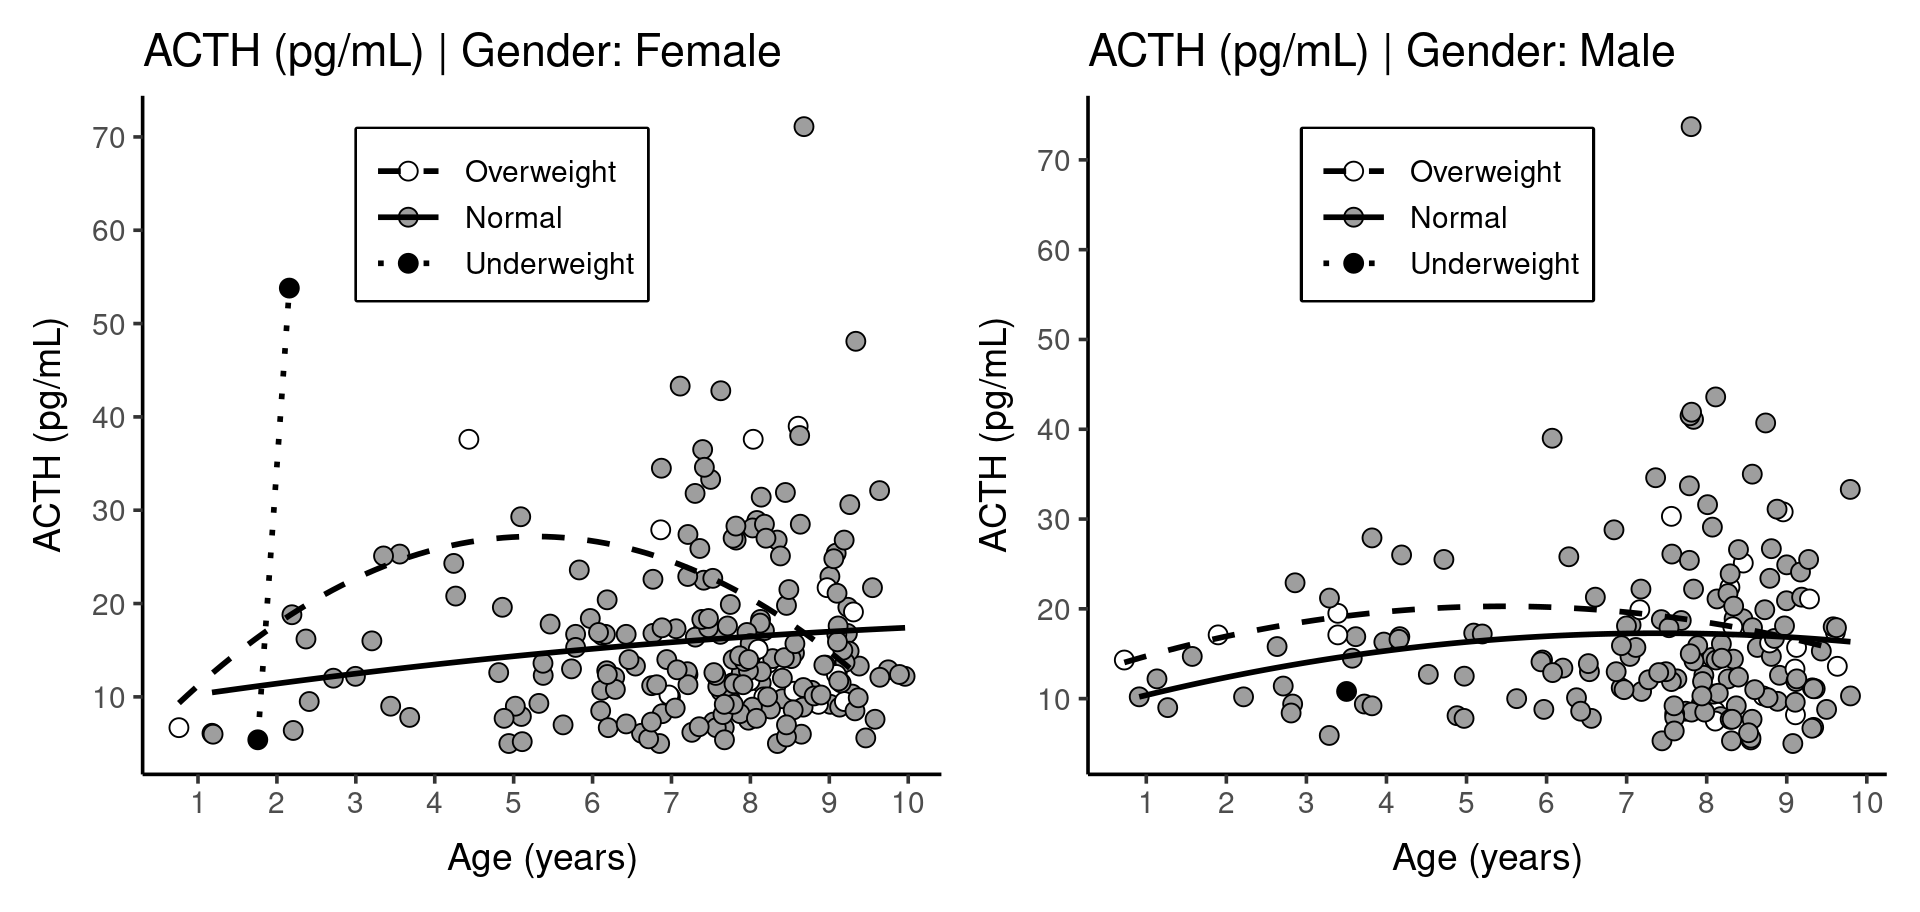 ACTH (pg/mL) | Gender: Female
ACTH (pg/mL)
70
60
50
40
30
20
10
Overweight
Normal
Underweight
1 2 3 4 5 6 7 8 9 10
Age (years)
ACTH (pg/mL) | Gender: Male
ACTH (pg/mL)
70
60
50
40
30
20
10
Overweight
Normal
Underweight
1 2 3 4 5 6 7 8 9 10
Age (years)